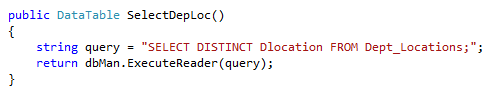 public DataTable SelectDepLoc()
{
    string query = "SELECT DISTINCT Dlocation FROM Dept_Locations;";
    return dbMan.ExecuteReader(query);
}